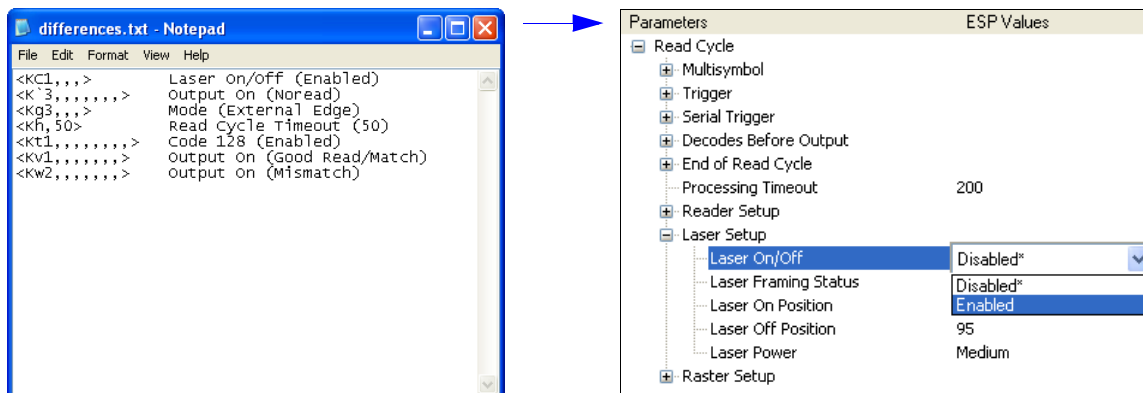 differences.txt - Notepad
File Edit Format View Help
<KC1,,,> Laser On/Off (Enabled)
<K`3,,,,,,,> Output On (Noread)
<Kg3,,,> Mode (External Edge)
<Kh,50> Read Cycle Timeout (50)
<Kt1,,,,,,,,> Code 128 (Enabled)
<Kv1,,,,,,,> Output On (Good Read/Match)
<Kw2,,,,,,,> Output On (Mismatch)
Parameters ESP Values
Read Cycle
Multisymbol
Trigger
Serial Trigger
Decodes Before Output
End of Read Cycle
Processing Timeout 200
Reader Setup
Laser Setup
Laser On/Off Disabled*
Laser Framing Status Disabled*
Laser On Position Enabled
Laser Off Position 95
Laser Power Medium
Raster Setup